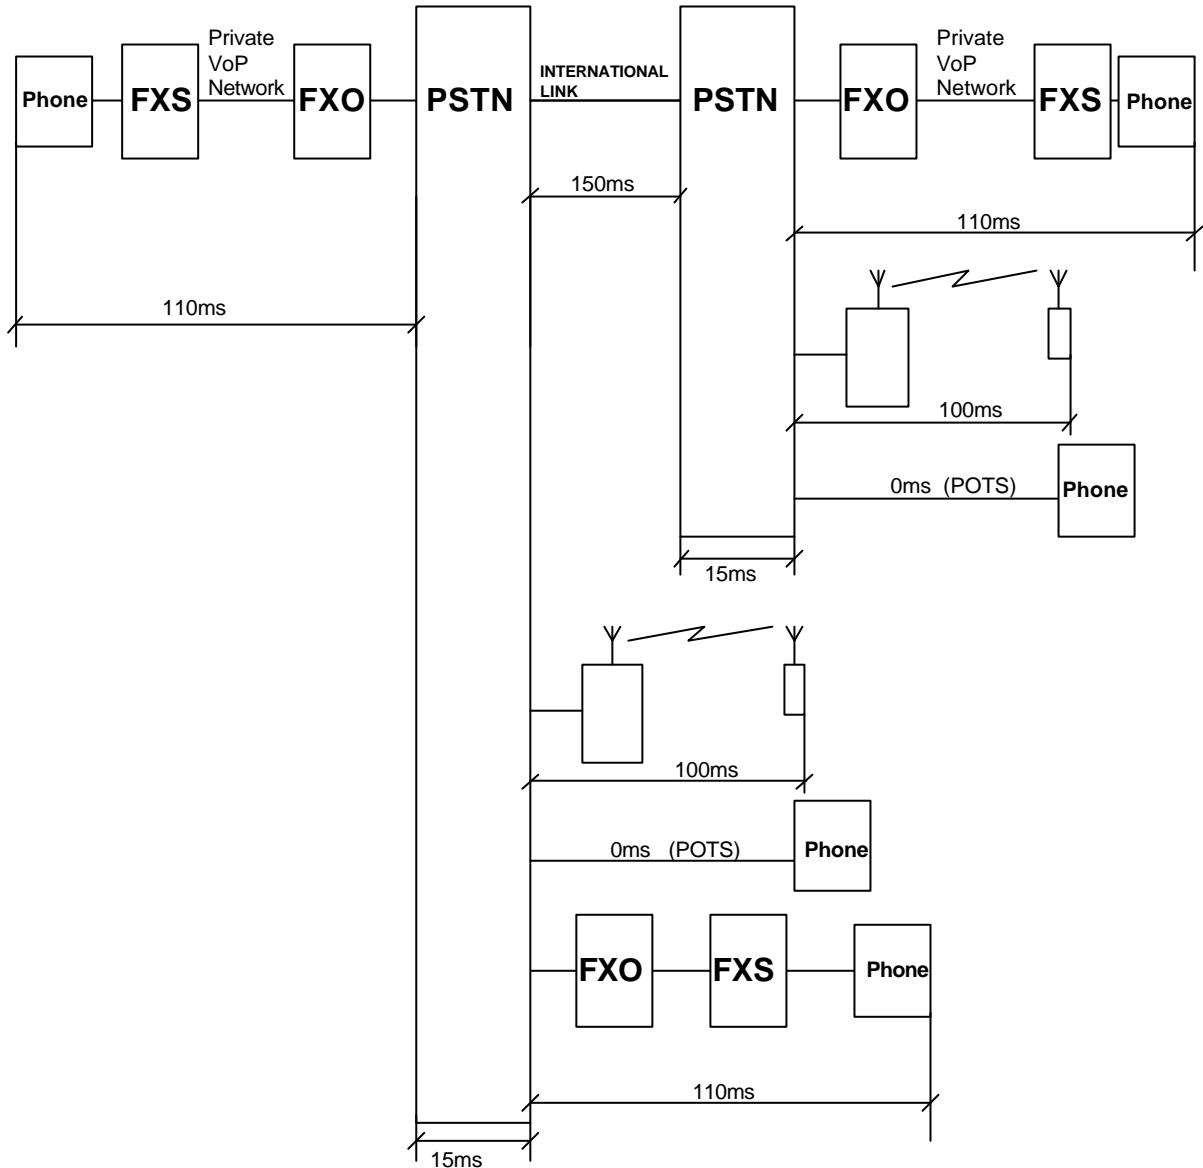 Private
VoP
Network
Phone
FXS
FXO
PSTN
INTERNATIONAL
LINK
PSTN
FXO
Private
VoP
Network
FXS
Phone
150ms
110ms
110ms
100ms
0ms (POTS)
Phone
15ms
100ms
0ms (POTS)
Phone
FXO
FXS
Phone
110ms
15ms